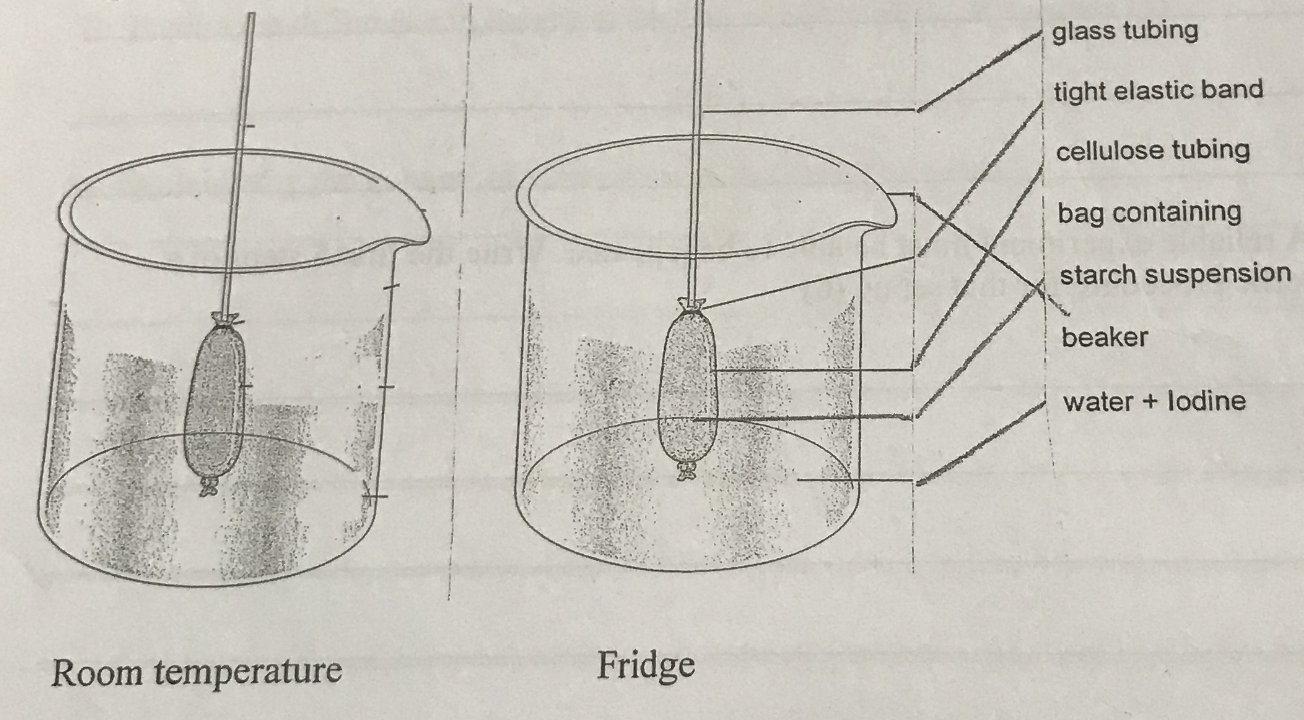 glass tubing
tight elastic band
cellulose tubing
bag containing
starch suspension
beaker
water + Iodine
Room temperature
Fridge